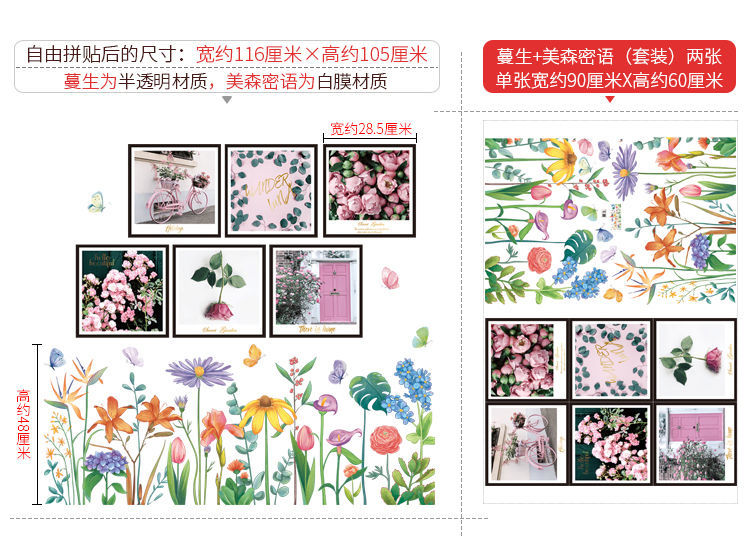 自由拼贴后的尺寸：宽约116厘米×高约105厘米
蔓生为半透明材质，美森密语为白膜材质
蔓生+美森密语（套装）两张
单张宽约90厘米X高约60厘米
宽约28.5厘米
高约48厘米
hello
beautiful